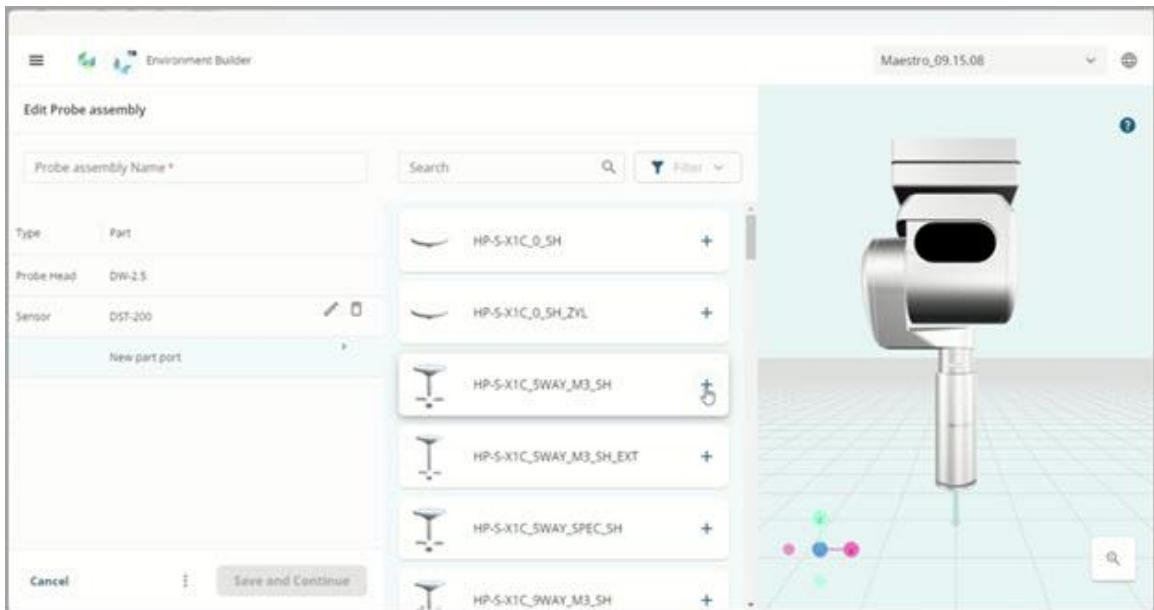 Environment Builder
Maestro_09.15.08
Edit Probe assembly
Probe assembly Name *
Search
Filter
Type Part
Probe Head DW-2.5
Sensor DST-200
New part port
HP-S-X1C_0_SH
HP-S-X1C_0_SH_ZYL
HP-S-X1C_5WAY_M3_SH
HP-S-X1C_5WAY_M3_SH_EXT
HP-S-X1C_5WAY_SPEC_SH
HP-S-X1C_9WAY_M3_SH
Cancel
Save and Continue